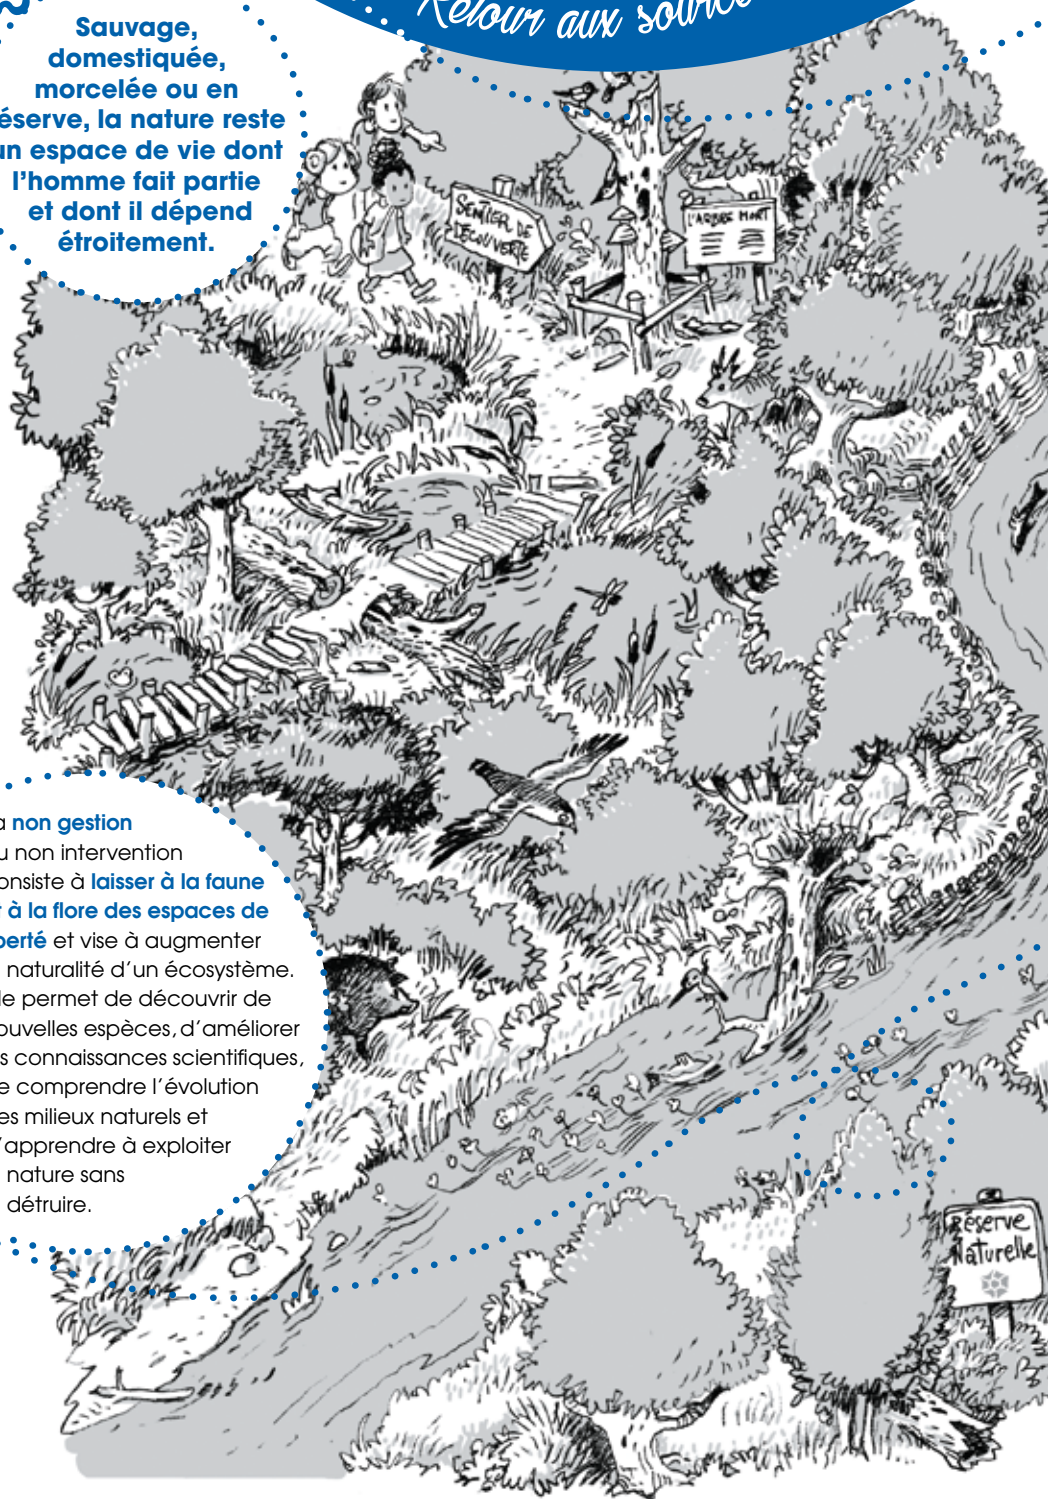 Retour aux source
Sauvage,
domestiquée,
morcelée ou en
éserve, la nature reste
un espace de vie dont
l'homme fait partie
et dont il dépend
étroitement.
SENTIER DE
DÉCOUVERTE
L'ARBRE MORT
a non gestion
u non intervention
onsiste à laisser à la faune
t à la flore des espaces de
berté et vise à augmenter
naturalité d'un écosystème.
le permet de découvrir de
ouvelles espèces, d'améliorer
s connaissances scientifiques,
e comprendre l'évolution
es milieux naturels et
'apprendre à exploiter
nature sans
détruire.
Réserve
Naturelle